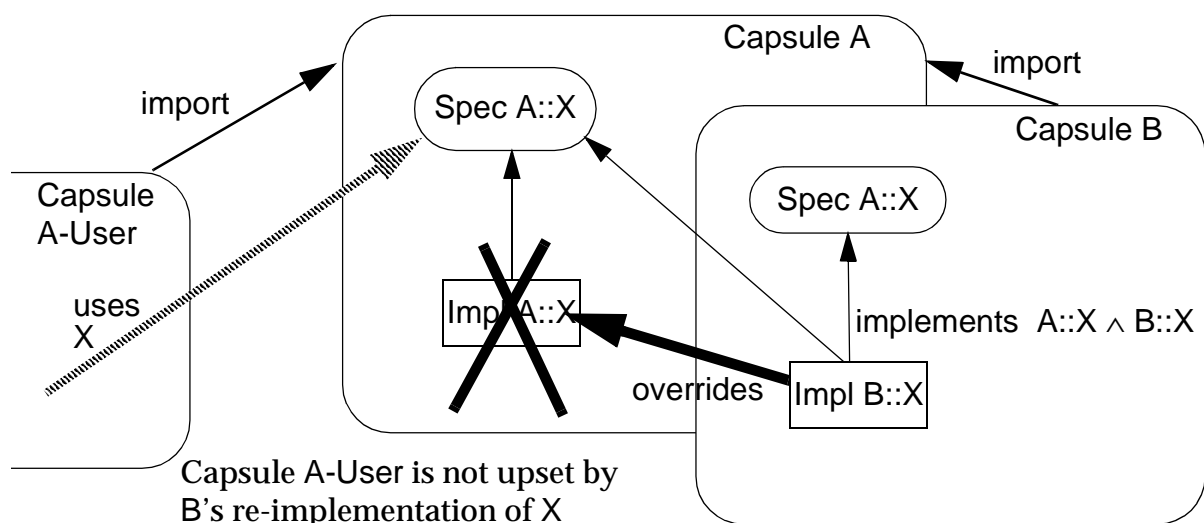 Capsule A
import
import
Spec A::X
Capsule B
Capsule
A-User
Spec A::X
uses
X
Impl A::X
implements A::X ∧ B::X
overrides
Impl B::X
Capsule A-User is not upset by
B’s re-implementation of X